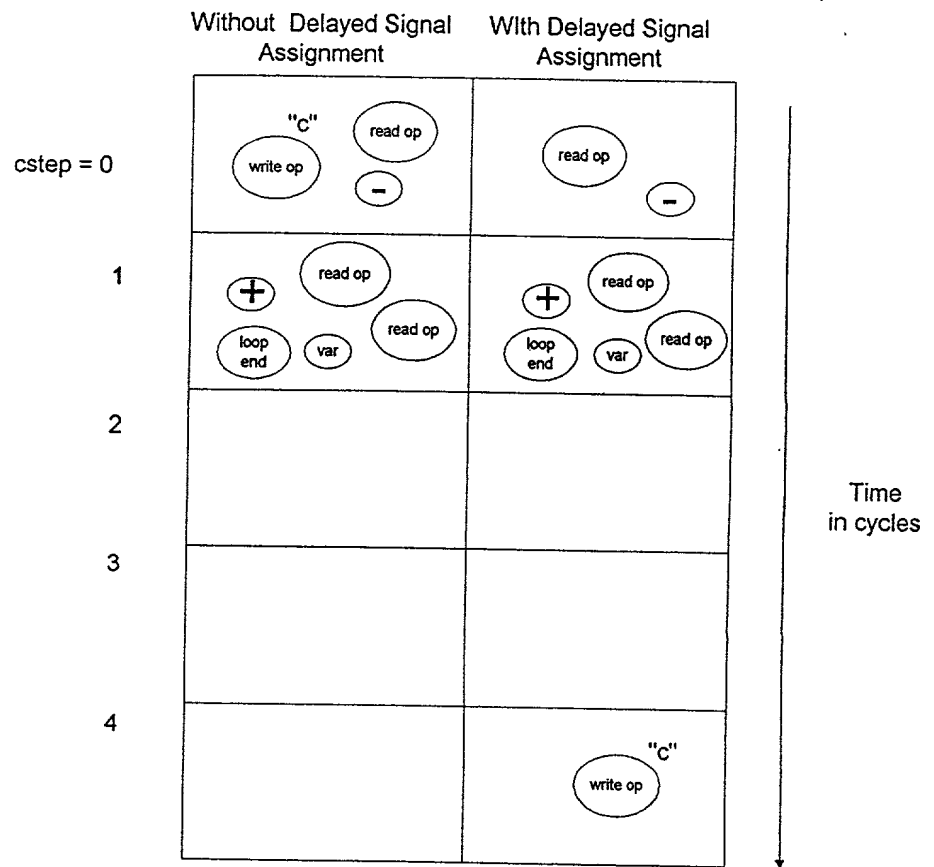 Without Delayed Signal
Assignment
WIth Delayed Signal
Assignment
cstep = 0
"c"
read op
write op
-
read op
-
1
read op
+
read op
loop
end
var
read op
+
read op
loop
end
var
2
3
4
"c"
write op
Time
in cycles